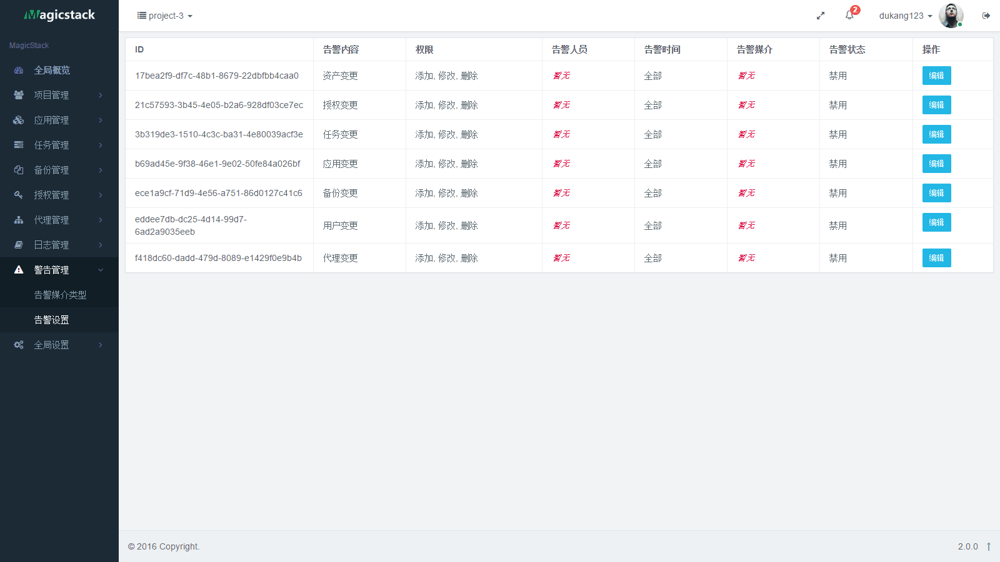 Magicstack
project-3
2
dukang123
MagicStack
全局概览
项目管理
应用管理
任务管理
备份管理
授权管理
代理管理
日志管理
警告管理
告警媒介类型
告警设置
全局设置
ID 告警内容 权限 告警人员 告警时间 告警媒介 告警状态 操作
17bea2f9-df7c-48b1-8679-22dbfbb4caa0 资产变更 添加, 修改, 删除 暂无 全部 暂无 禁用 编辑
21c57593-3b45-4e05-b2a6-928df03ce7ec 授权变更 添加, 修改, 删除 暂无 全部 暂无 禁用 编辑
3b319de3-1510-4c3c-ba31-4e80039acf3e 任务变更 添加, 修改, 删除 暂无 全部 暂无 禁用 编辑
b69ad45e-9f38-46e1-9e02-50fe84a026bf 应用变更 添加, 修改, 删除 暂无 全部 暂无 禁用 编辑
ece1a9cf-71d9-4e56-a751-86d0127c41c6 备份变更 添加, 修改, 删除 暂无 全部 暂无 禁用 编辑
eddee7db-dc25-4d14-99d7-
6ad2a9035eeb 用户变更 添加, 修改, 删除 暂无 全部 暂无 禁用 编辑
f418dc60-dadd-479d-8089-e1429f0e9b4b 代理变更 添加, 修改, 删除 暂无 全部 暂无 禁用 编辑
© 2016 Copyright.
2.0.0